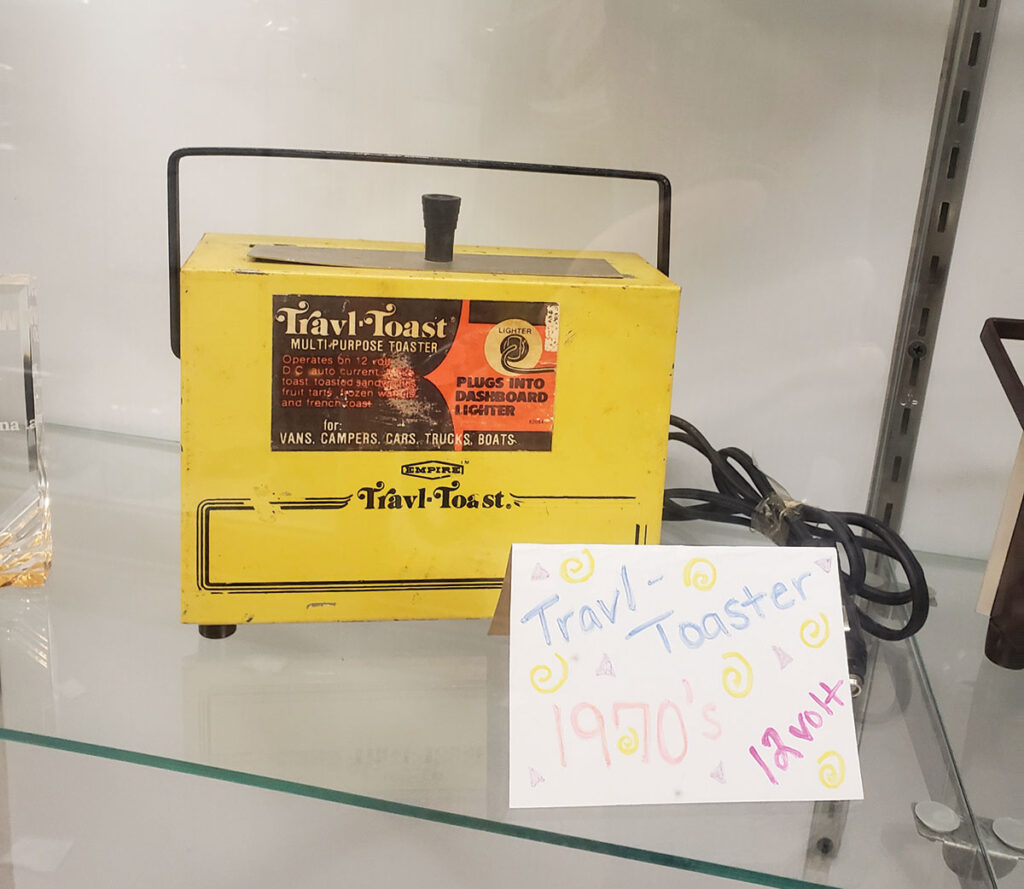 Travl-Toast
MULTI-PURPOSE TOASTER
Operates on 12
D.C. auto current
toast toasted sandwiches
fruit tarts, frozen waffles
and french toast
for:
VANS, CAMPERS, CARS, TRUCKS, BOATS
LIGHTER
PLUGS INTO
DASHBOARD
LIGHTER
EMPIRE
Travl-Toast
Travl-
Toaster
1970's
12 volt
na